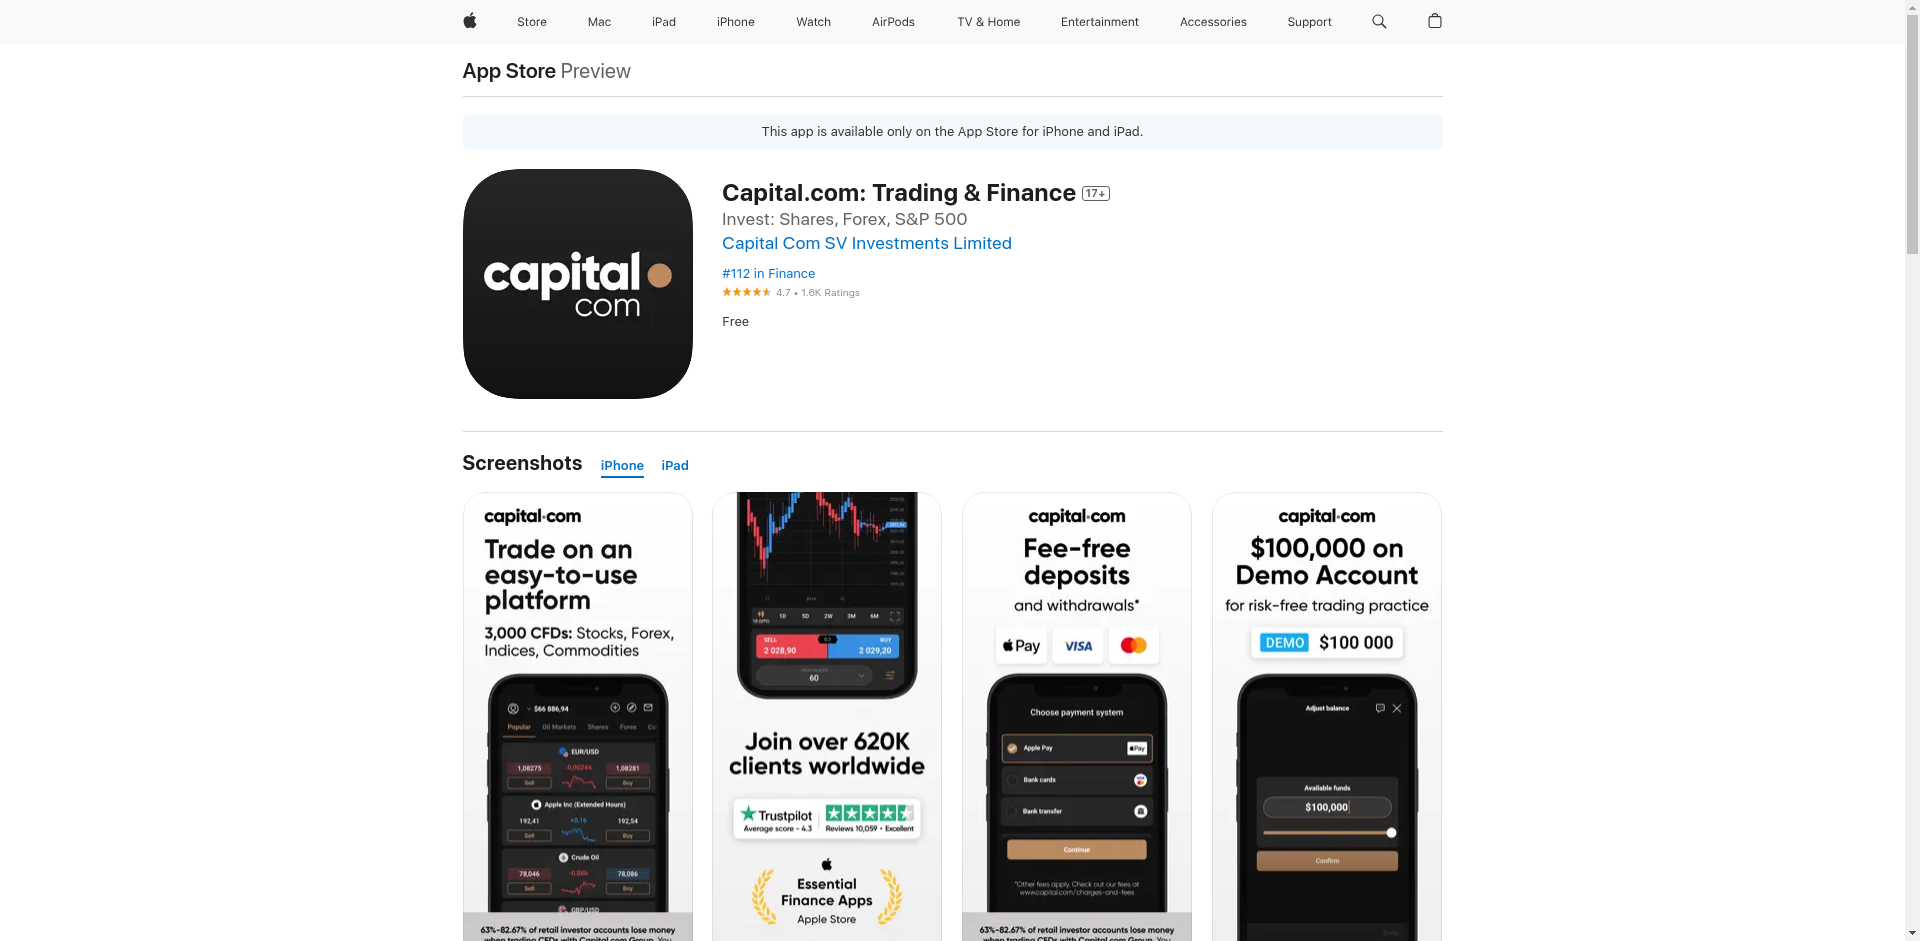 Store Mac iPad iPhone Watch AirPods TV & Home Entertainment Accessories Support
App Store Preview
This app is available only on the App Store for iPhone and iPad.
capital
com
Capital.com: Trading & Finance 17+
Invest: Shares, Forex, S&P 500
Capital Com SV Investments Limited
#112 in Finance
4.7 • 1.6K Ratings
Free
Screenshots iPhone iPad
capital.com
Trade on an
easy-to-use
platform
3,000 CFDs: Stocks, Forex,
Indices, Commodities
$66 886,94
Popular Oil Markets Shares Forex
EUR/USD
1,08275 -0,00244 1,08281
Sell Buy
Apple Inc (Extended Hours)
192,41 +0,16 192,54
Sell Buy
Crude Oil
78,046 -0,086 78,086
Sell Buy
GBP/USD
63%-82.67% of retail investor accounts lose money
when trading CFDs with Capital.com Group. You
1D 5D 2W 3M 6M
SELL BUY
2 028,90 2 029,20
60
Join over 620K
clients worldwide
Trustpilot
Average score - 4.3 Reviews 10,059 • Excellent
Essential
Finance Apps
Apple Store
capital.com
Fee-free
deposits
and withdrawals*
Pay VISA
Choose payment system
Apple Pay Pay
Bank cards
Bank transfer
Continue
*Other fees apply. Check out our fees at
www.capital.com/charges-and-fees
63%-82.67% of retail investor accounts lose money
when trading CFDs with Capital.com Group. You
capital.com
$100,000 on
Demo Account
for risk-free trading practice
DEMO $100 000
Adjust balance
Available funds
$100,000
Confirm
Done